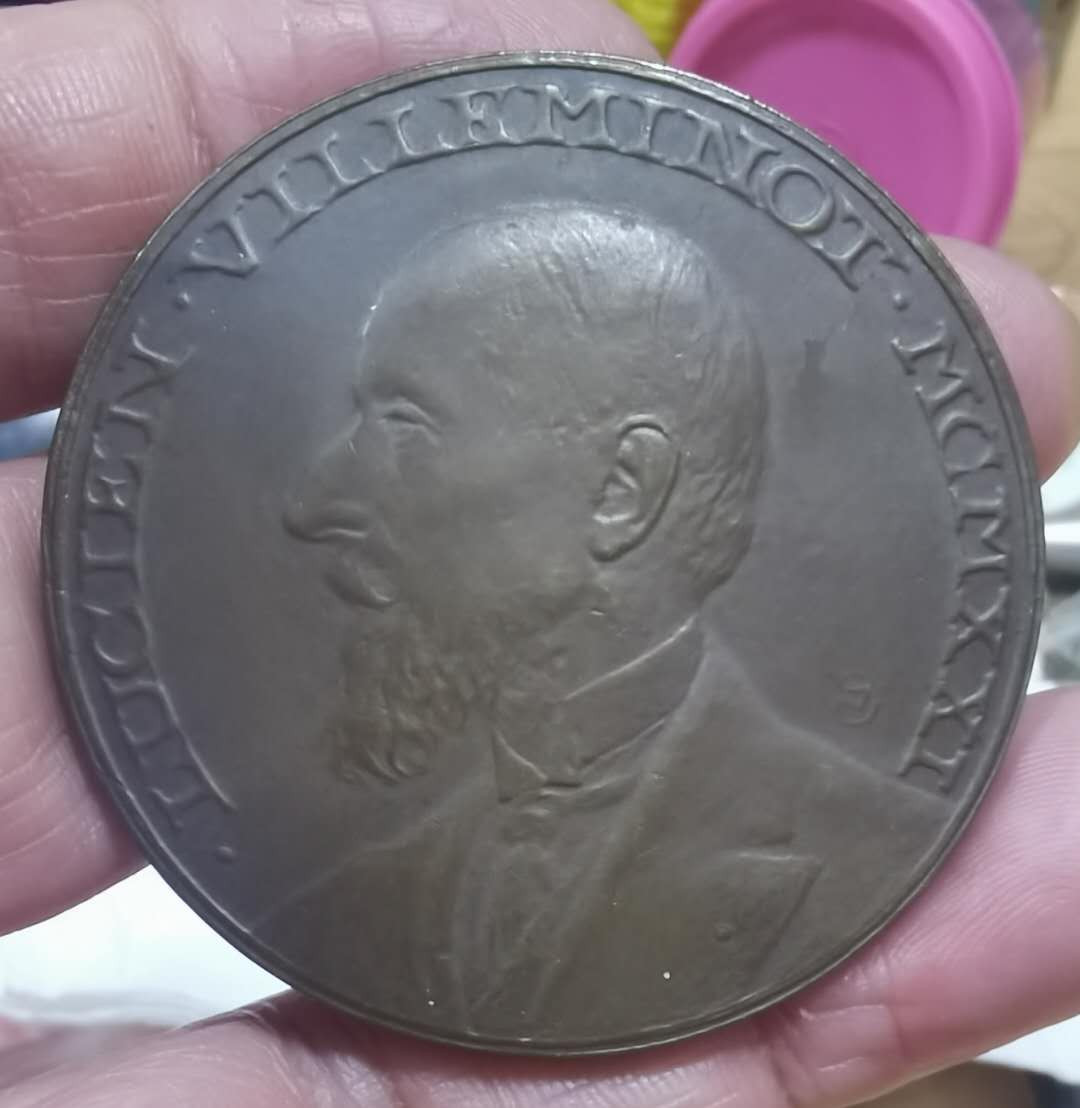 · LUCIEN · VILLEMINOT · MCMXXI